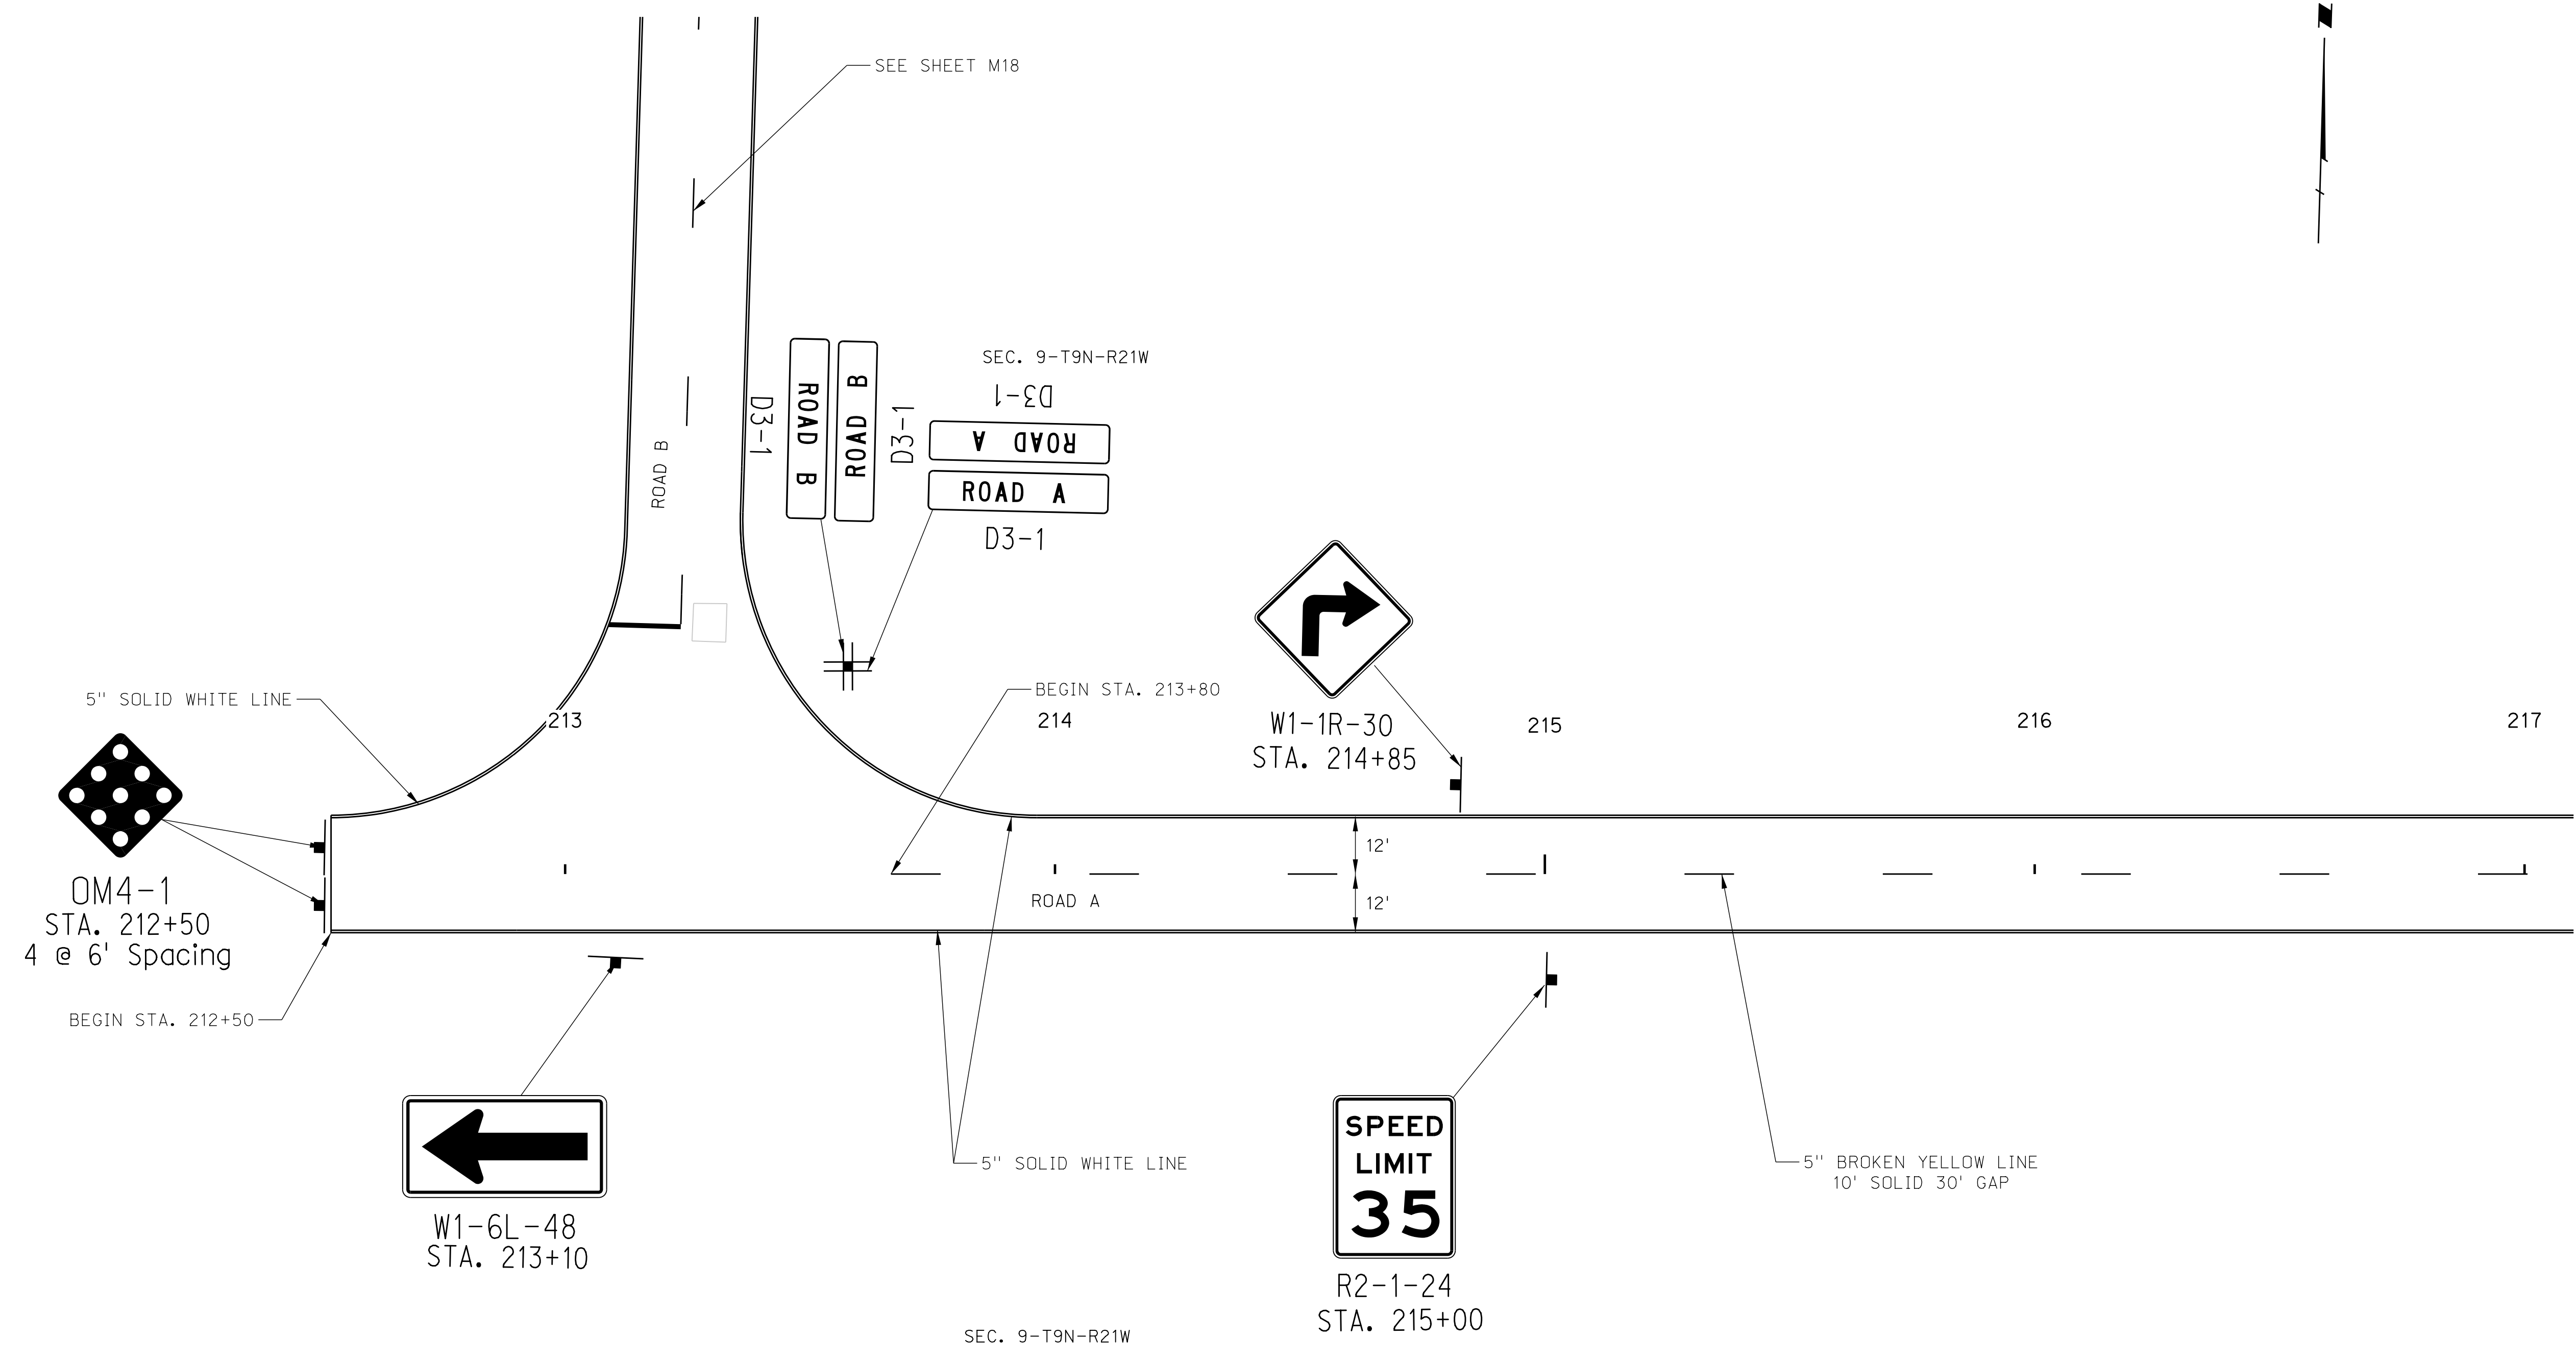 N
SEE SHEET M18
SEC. 9-T9N-R21W
D3-1
ROAD B
ROAD B
D3-1
D3-1
ROAD A
ROAD A
D3-1
ROAD B
5" SOLID WHITE LINE
BEGIN STA. 213+80
213
214
215
216
217
W1-1R-30
STA. 214+85
OM4-1
STA. 212+50
4 @ 6' Spacing
12'
12'
ROAD A
BEGIN STA. 212+50
W1-6L-48
STA. 213+10
5" SOLID WHITE LINE
SPEED
LIMIT
35
R2-1-24
STA. 215+00
5" BROKEN YELLOW LINE
10' SOLID 30' GAP
SEC. 9-T9N-R21W